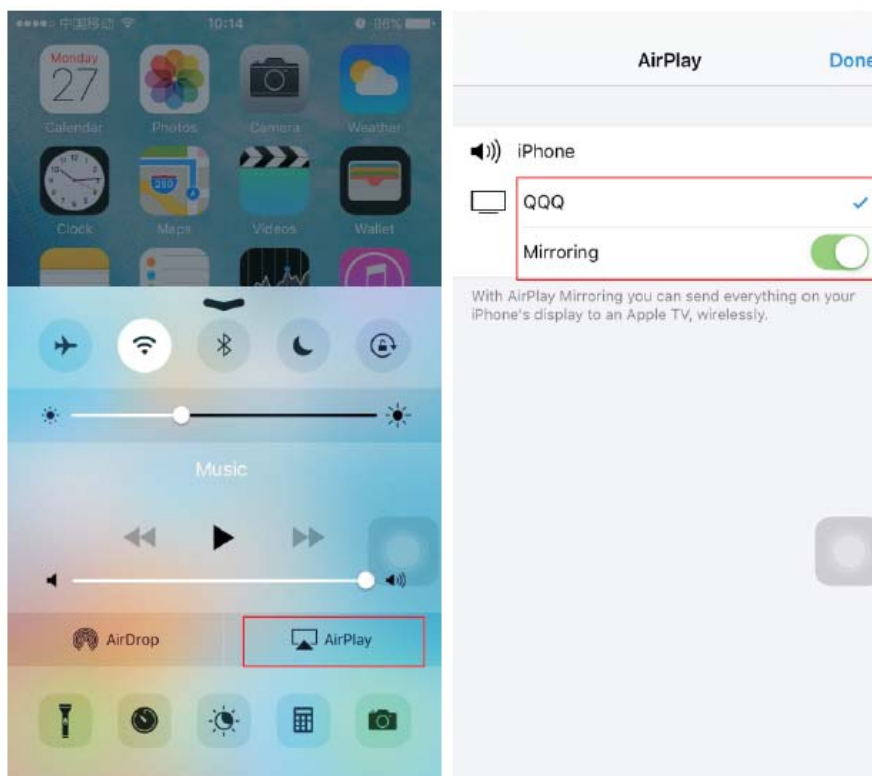 中国移动
10:14
86%
Monday
27
Calendar
Photos
Camera
Weather
280
Clock
Maps
Videos
Wallet
Music
AirDrop
AirPlay
AirPlay
Done
iPhone
QQQ
Mirroring
With AirPlay Mirroring you can send everything on your
iPhone's display to an Apple TV, wirelessly.